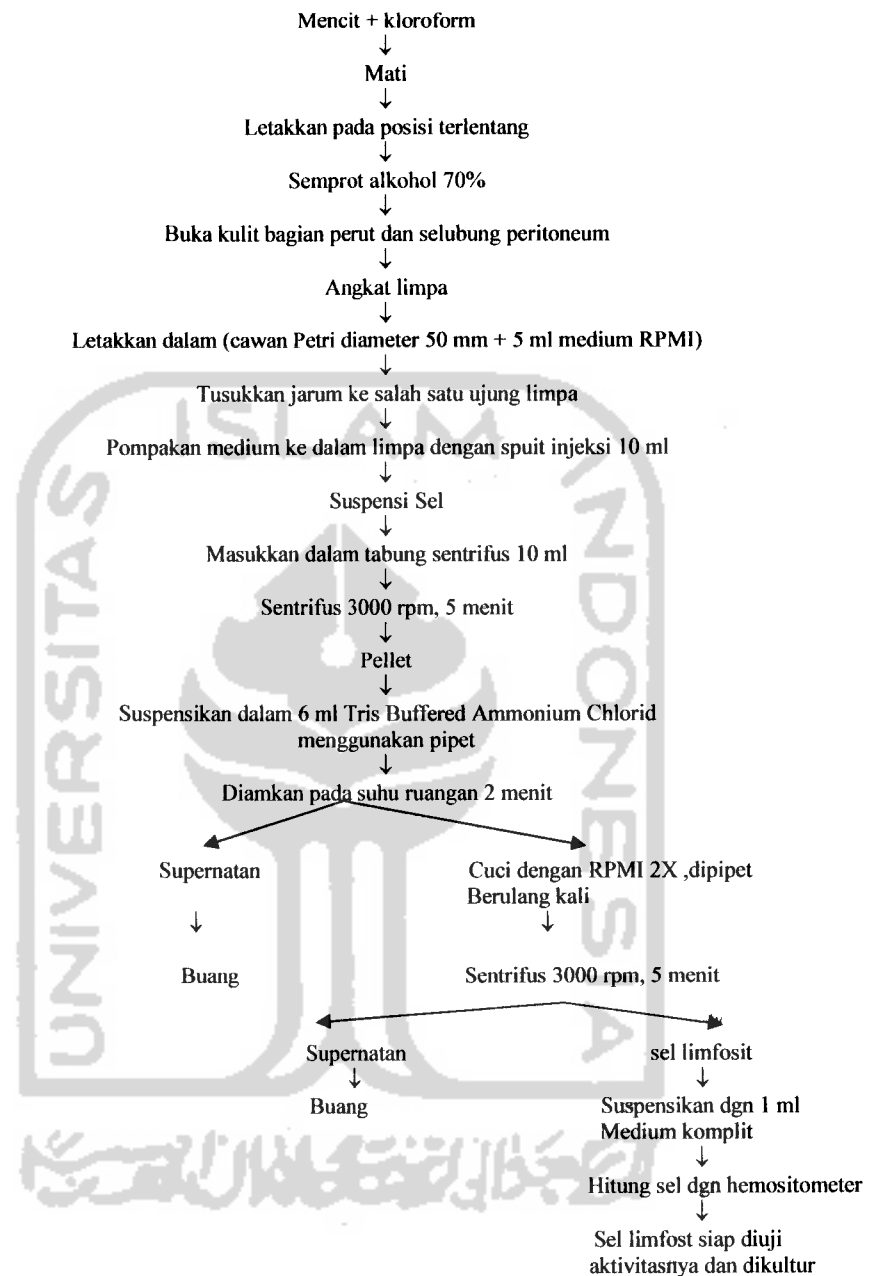 Mencit + kloroform
↓
Mati
↓
Letakkan pada posisi terlentang
↓
Semprot alkohol 70%
↓
Buka kulit bagian perut dan selubung peritoneum
↓
Angkat limpa
↓
Letakkan dalam (cawan Petri diameter 50 mm + 5 ml medium RPMI)
↓
Tusukkan jarum ke salah satu ujung limpa
↓
Pompakan medium ke dalam limpa dengan spuit injeksi 10 ml
↓
Suspensi Sel
↓
Masukkan dalam tabung sentrifus 10 ml
↓
Sentrifus 3000 rpm, 5 menit
↓
Pellet
↓
Suspensikan dalam 6 ml Tris Buffered Ammonium Chlorid
menggunakan pipet
↓
Diamkan pada suhu ruangan 2 menit
Supernatan
↓
Buang
Cuci dengan RPMI 2X ,dipipet
Berulang kali
↓
Sentrifus 3000 rpm, 5 menit
Supernatan
↓
Buang
sel limfosit
↓
Suspensikan dgn 1 ml
Medium komplit
↓
Hitung sel dgn hemositometer
↓
Sel limfost siap diuji
aktivitasnya dan dikultur
UNIVERSITAS
ISLAM
INDONESIA